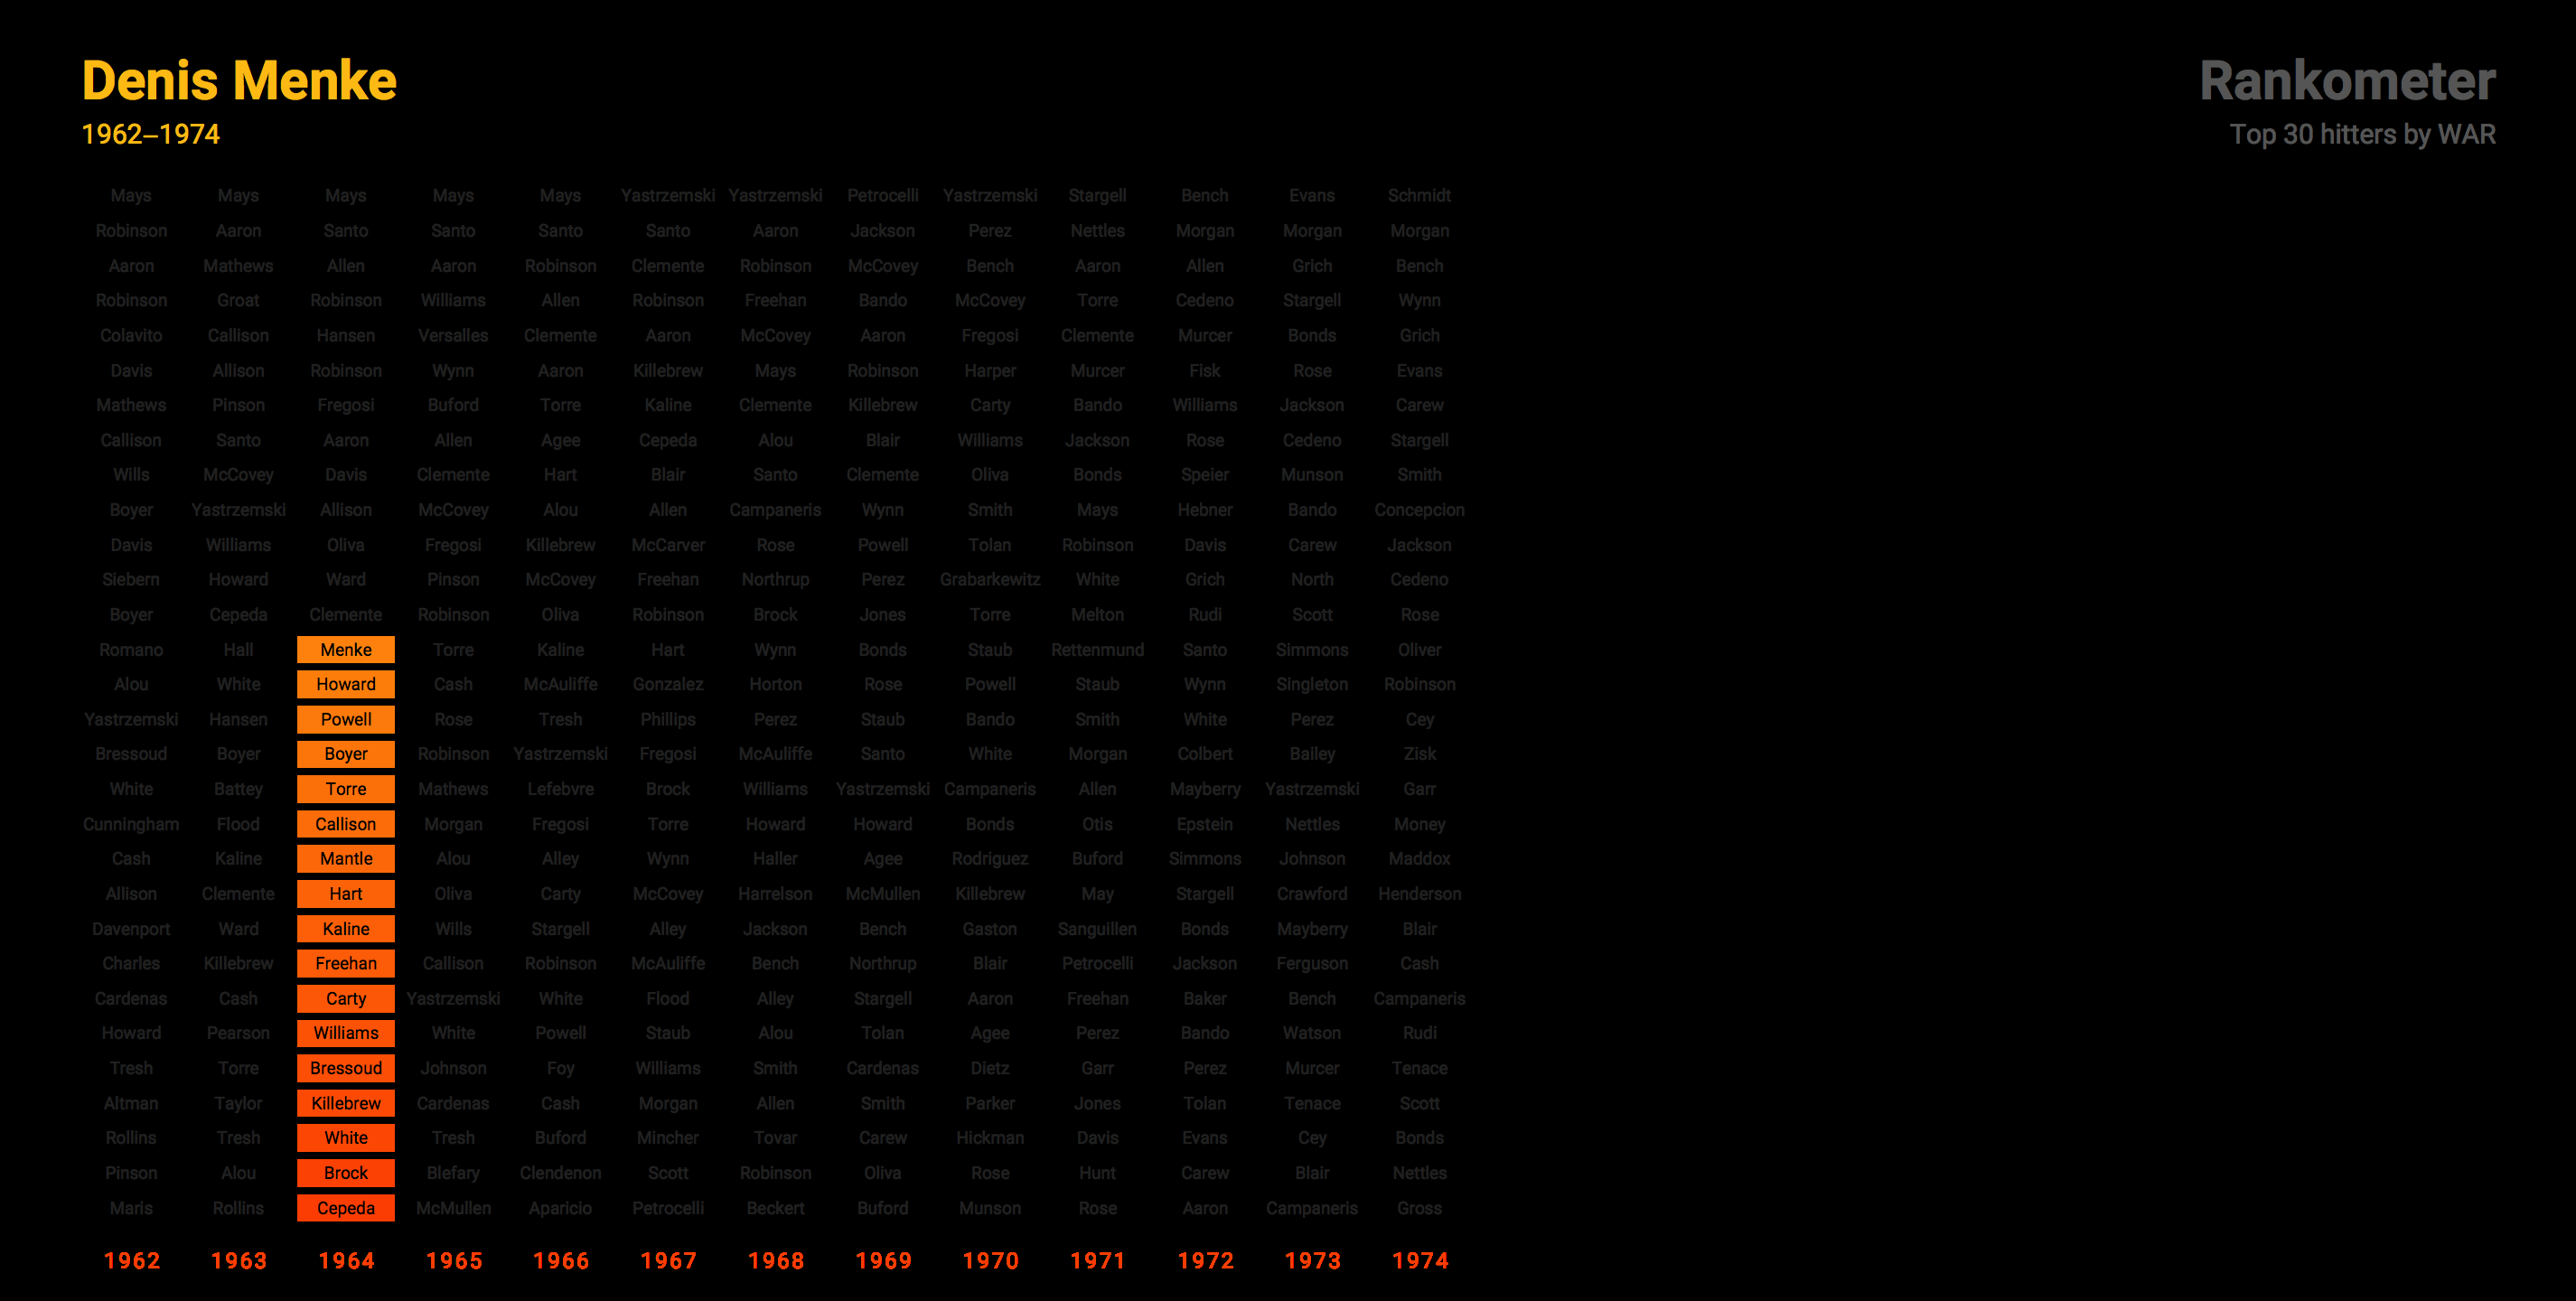 Denis Menke
1962–1974
Rankometer
Top 30 hitters by WAR
Mays Mays Mays Mays Mays Yastrzemski Yastrzemski Petrocelli Yastrzemski Stargell Bench Evans Schmidt
Robinson Aaron Santo Santo Santo Santo Aaron Jackson Perez Nettles Morgan Morgan Morgan
Aaron Mathews Allen Aaron Robinson Clemente Robinson McCovey Bench Aaron Allen Grich Bench
Robinson Groat Robinson Williams Allen Robinson Freehan Bando McCovey Torre Cedeno Stargell Wynn
Colavito Callison Hansen Versalles Clemente Aaron McCovey Aaron Fregosi Clemente Murcer Bonds Grich
Davis Allison Robinson Wynn Aaron Killebrew Mays Robinson Harper Murcer Fisk Rose Evans
Mathews Pinson Fregosi Buford Torre Kaline Clemente Killebrew Carty Bando Williams Jackson Carew
Callison Santo Aaron Allen Agee Cepeda Alou Blair Williams Jackson Rose Cedeno Stargell
Wills McCovey Davis Clemente Hart Blair Santo Clemente Oliva Bonds Speier Munson Smith
Boyer Yastrzemski Allison McCovey Alou Allen Campaneris Wynn Smith Mays Hebner Bando Concepcion
Davis Williams Oliva Fregosi Killebrew McCarver Rose Powell Tolan Robinson Davis Carew Jackson
Siebern Howard Ward Pinson McCovey Freehan Northrup Perez Grabarkewitz White Grich North Cedeno
Boyer Cepeda Clemente Robinson Oliva Robinson Brock Jones Torre Melton Rudi Scott Rose
Romano Hall Menke Torre Kaline Hart Wynn Bonds Staub Rettenmund Santo Simmons Oliver
Alou White Howard Cash McAuliffe Gonzalez Horton Rose Powell Staub Wynn Singleton Robinson
Yastrzemski Hansen Powell Rose Tresh Phillips Perez Staub Bando Smith White Perez Cey
Bressoud Boyer Boyer Robinson Yastrzemski Fregosi McAuliffe Santo White Morgan Colbert Bailey Zisk
White Battey Torre Mathews Lefebvre Brock Williams Yastrzemski Campaneris Allen Mayberry Yastrzemski Garr
Cunningham Flood Callison Morgan Fregosi Torre Howard Howard Bonds Otis Epstein Nettles Money
Cash Kaline Mantle Alou Alley Wynn Haller Agee Rodriguez Buford Simmons Johnson Maddox
Allison Clemente Hart Oliva Carty McCovey Harrelson McMullen Killebrew May Stargell Crawford Henderson
Davenport Ward Kaline Wills Stargell Alley Jackson Bench Gaston Sanguillen Bonds Mayberry Blair
Charles Killebrew Freehan Callison Robinson McAuliffe Bench Northrup Blair Petrocelli Jackson Ferguson Cash
Cardenas Cash Carty Yastrzemski White Flood Alley Stargell Aaron Freehan Baker Bench Campaneris
Howard Pearson Williams White Powell Staub Alou Tolan Agee Perez Bando Watson Rudi
Tresh Torre Bressoud Johnson Foy Williams Smith Cardenas Dietz Garr Perez Murcer Tenace
Altman Taylor Killebrew Cardenas Cash Morgan Allen Smith Parker Jones Tolan Tenace Scott
Rollins Tresh White Tresh Buford Mincher Tovar Carew Hickman Davis Evans Cey Bonds
Pinson Alou Brock Blefary Clendenon Scott Robinson Oliva Rose Hunt Carew Blair Nettles
Maris Rollins Cepeda McMullen Aparicio Petrocelli Beckert Buford Munson Rose Aaron Campaneris Gross
1962 1963 1964 1965 1966 1967 1968 1969 1970 1971 1972 1973 1974